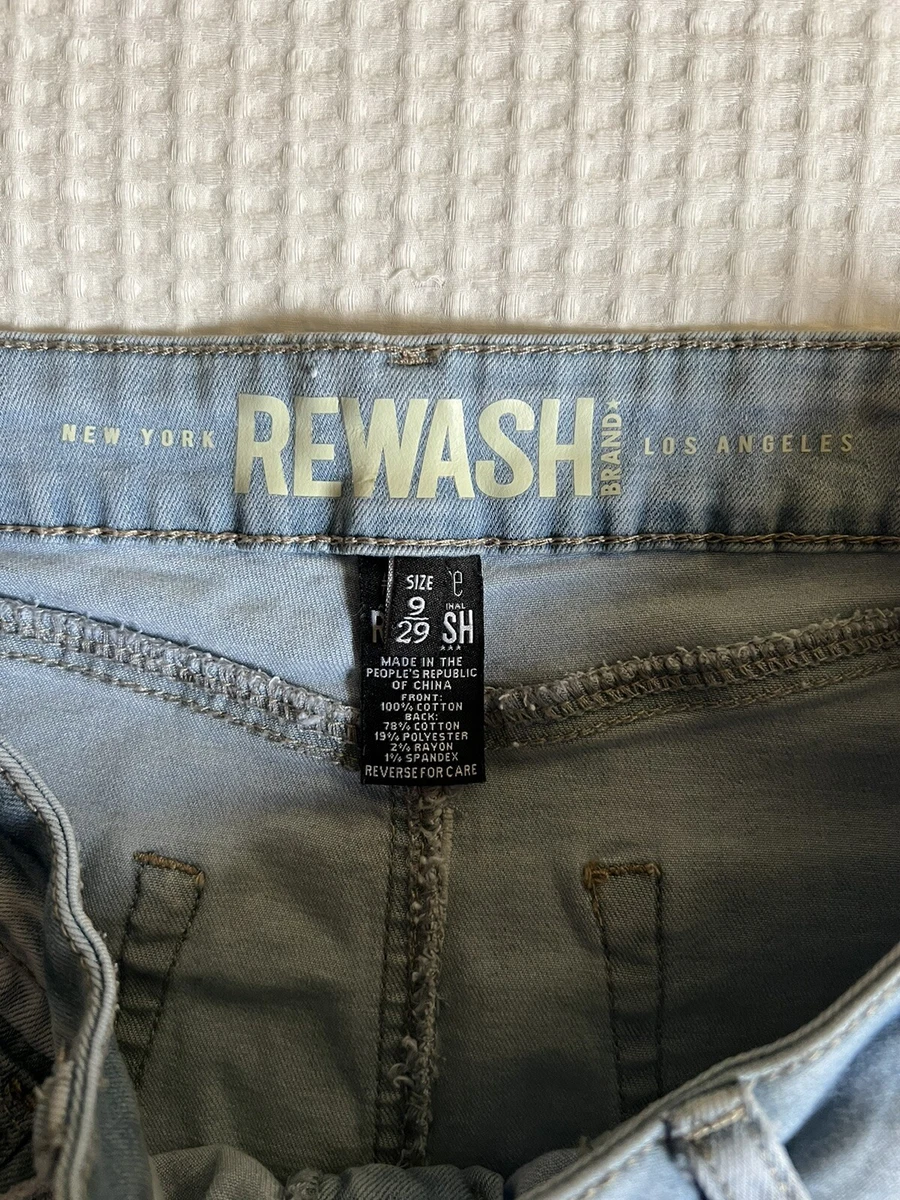 NEW YORK REWASH BRAND★ LOS ANGELES
SIZE
9
29
SH
MADE IN THE
PEOPLE'S REPUBLIC
OF CHINA
FRONT:
100% COTTON
BACK:
78% COTTON
19% POLYESTER
2% RAYON
1% SPANDEX
REVERSE FOR CARE